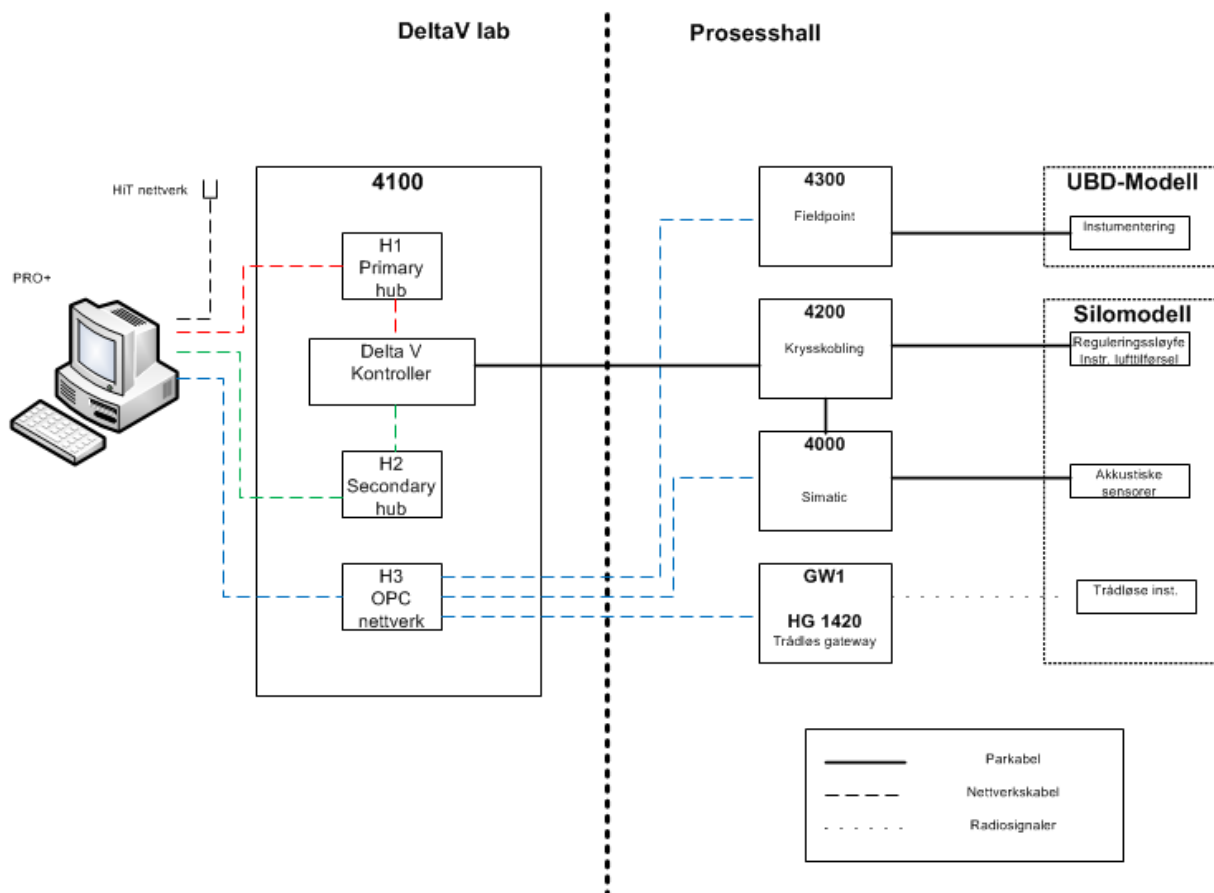 DeltaV lab
Prosesshall
HiT nettverk
PRO+
4100
H1
Primary
hub
Delta V
Kontroller
H2
Secondary
hub
H3
OPC
nettverk
4300
Fieldpoint
4200
Krysskobling
4000
Simatic
GW1
HG 1420
Trådløs gateway
UBD-Modell
Instumentering
Silomodell
Reguleringssløyfe
Instr. lufttilførsel
Akkustiske
sensorer
Trådløse inst.
Parkabel
Nettverkskabel
Radiosignaler